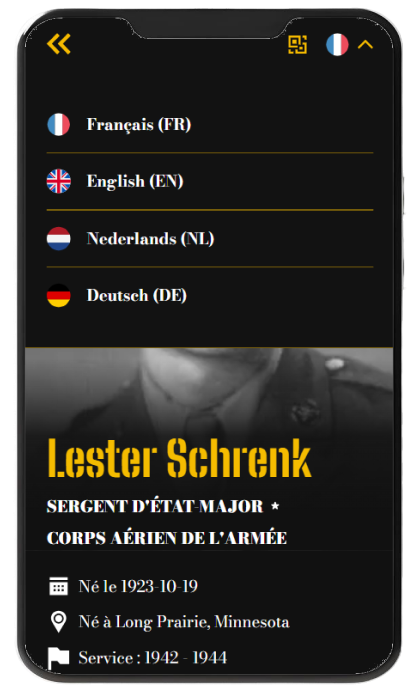 Français (FR)
English (EN)
Nederlands (NL)
Deutsch (DE)
Lester Schrenk
SERGENT D'ÉTAT-MAJOR ★
CORPS AÉRIEN DE L'ARMÉE
Né le 1923-10-19
Né à Long Prairie, Minnesota
Service : 1942 - 1944